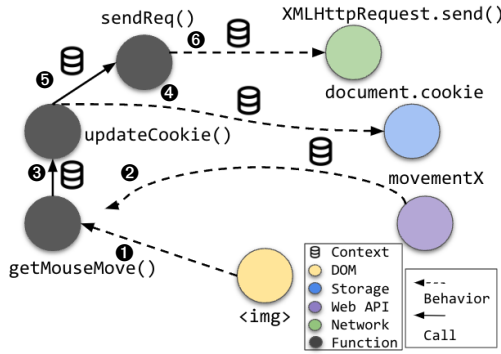 sendReq()
XMLHttpRequest.send()
❻
❺
❹
document.cookie
updateCookie()
❸
❷
movementX
❶
getMouseMove()
<img>
Context
DOM
Storage
Web API
Network
Function
Behavior
Call